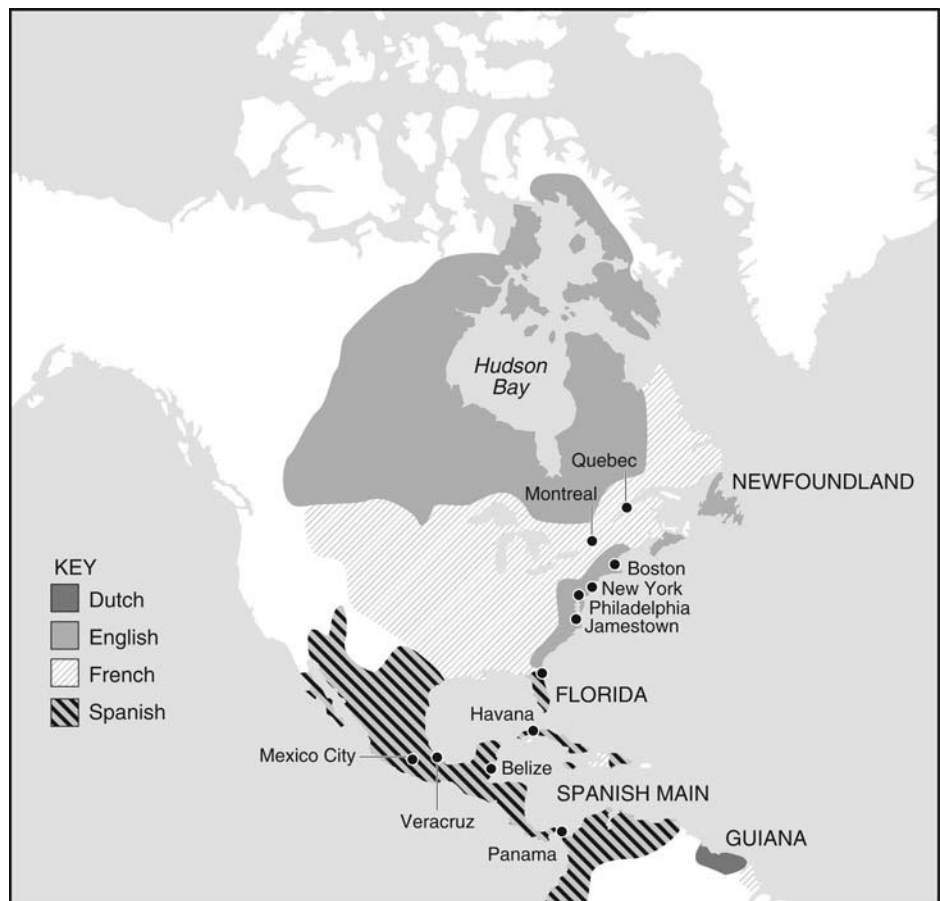 Hudson
Bay
Quebec
Montreal
NEWFOUNDLAND
Boston
New York
Philadelphia
Jamestown
KEY
Dutch
English
French
Spanish
FLORIDA
Havana
Mexico City
Belize
SPANISH MAIN
Veracruz
Panama
GUIANA